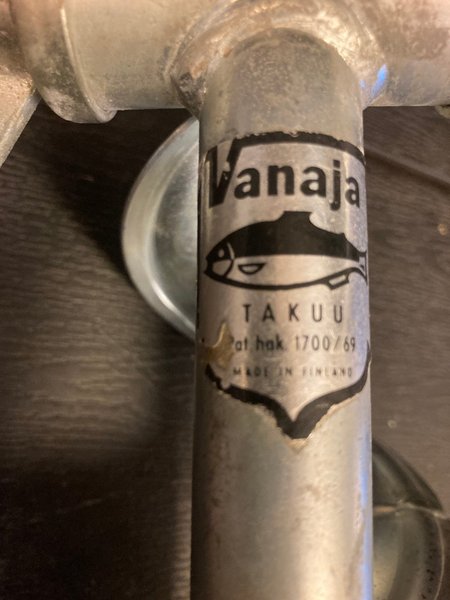 Vanaja
TAKUU
Pat. hak. 1700/69
MADE IN FINLAND